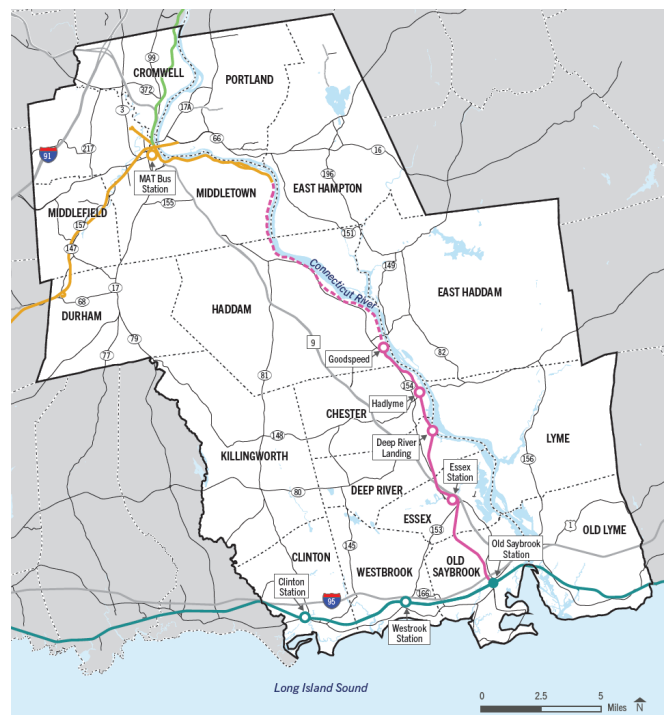 99
CROMWELL
PORTLAND
372
3
17A
66
91
217
16
MAT Bus
Station
196
MIDDLETOWN
EAST HAMPTON
155
MIDDLEFIELD
157
151
147
149
Connecticut River
17
EAST HADDAM
68
HADDAM
DURHAM
9
79
77
Goodspeed
82
81
154
Hadlyme
CHESTER
148
Deep River
Landing
LYME
KILLINGWORTH
156
Essex
Station
80
DEEP RIVER
ESSEX
1
OLD LYME
153
145
Old Saybrook
Station
CLINTON
WESTBROOK
OLD
SAYBROOK
Clinton
Station
95
166
Westrook
Station
Long Island Sound
0
2.5
5
Miles
N